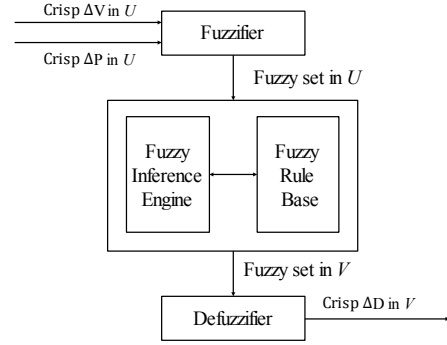 Crisp ΔV in U
Crisp ΔP in U
Fuzzifier
Fuzzy set in U
Fuzzy
Inference
Engine
Fuzzy
Rule
Base
Fuzzy set in V
Defuzzifier
Crisp ΔD in V